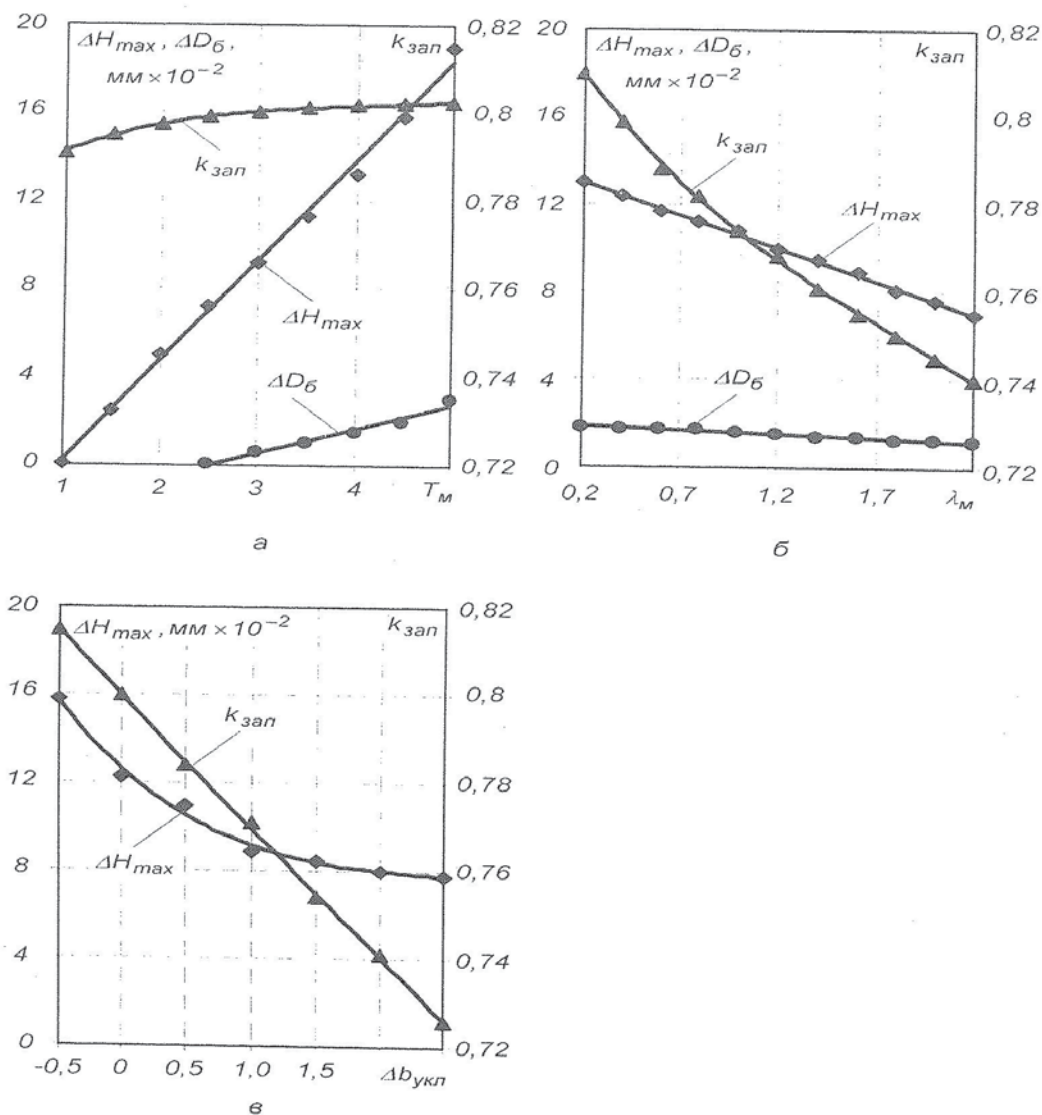 20
ΔHmax, ΔDб,
мм×10⁻²
kзап
0,82
16
0,8
kзап
12
0,78
8
0,76
ΔHmax
4
ΔDб
0,74
0
0,72
1 2 3 4 Tм
а
20
ΔHmax, ΔDб,
мм×10⁻²
kзап
0,82
16
0,8
kзап
12
0,78
ΔHmax
8
0,76
4
ΔDб
0,74
0
0,72
0,2 0,7 1,2 1,7 λм
б
20
ΔHmax, мм×10⁻²
kзап
0,82
16
0,8
kзап
12
0,78
ΔHmax
8
0,76
4
0,74
0
0,72
-0,5 0 0,5 1,0 1,5 Δbукл
в